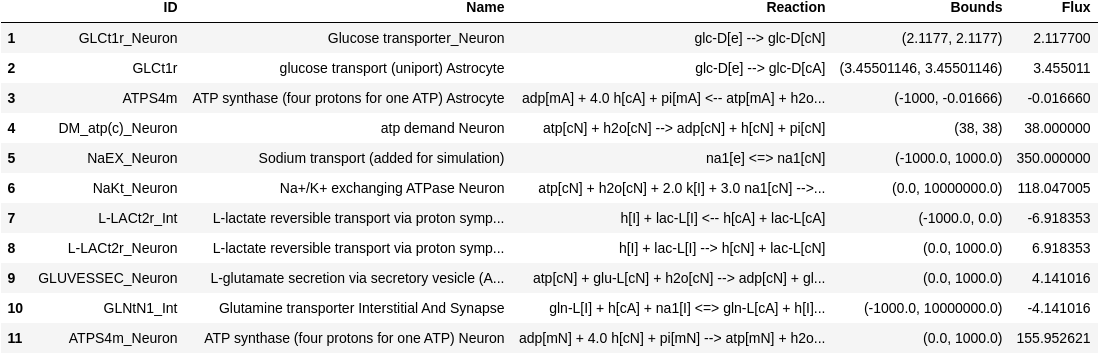 ID Name Reaction Bounds Flux
1 GLCt1r_Neuron Glucose transporter_Neuron glc-D[e] --> glc-D[cN] (2.1177, 2.1177) 2.117700
2 GLCt1r glucose transport (uniport) Astrocyte glc-D[e] --> glc-D[cA] (3.45501146, 3.45501146) 3.455011
3 ATPS4m ATP synthase (four protons for one ATP) Astrocyte adp[mA] + 4.0 h[cA] + pi[mA] <-- atp[mA] + h2o... (-1000, -0.01666) -0.016660
4 DM_atp(c)_Neuron atp demand Neuron atp[cN] + h2o[cN] --> adp[cN] + h[cN] + pi[cN] (38, 38) 38.000000
5 NaEX_Neuron Sodium transport (added for simulation) na1[e] <=> na1[cN] (-1000.0, 1000.0) 350.000000
6 NaKt_Neuron Na+/K+ exchanging ATPase Neuron atp[cN] + h2o[cN] + 2.0 k[I] + 3.0 na1[cN] -->... (0.0, 10000000.0) 118.047005
7 L-LACt2r_Int L-lactate reversible transport via proton symp... h[I] + lac-L[I] <-- h[cA] + lac-L[cA] (-1000.0, 0.0) -6.918353
8 L-LACt2r_Neuron L-lactate reversible transport via proton symp... h[I] + lac-L[I] --> h[cN] + lac-L[cN] (0.0, 1000.0) 6.918353
9 GLUVESSEC_Neuron L-glutamate secretion via secretory vesicle (A... atp[cN] + glu-L[cN] + h2o[cN] --> adp[cN] + gl... (0.0, 1000.0) 4.141016
10 GLNtN1_Int Glutamine transporter Interstitial And Synapse gln-L[I] + h[cA] + na1[I] <=> gln-L[cA] + h[I]... (-1000.0, 10000000.0) -4.141016
11 ATPS4m_Neuron ATP synthase (four protons for one ATP) Neuron adp[mN] + 4.0 h[cN] + pi[mN] --> atp[mN] + h2o... (0.0, 1000.0) 155.952621